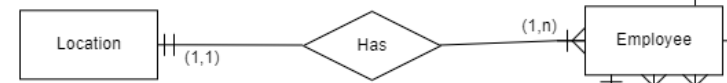 Location
(1,1)
Has
(1,n)
Employee